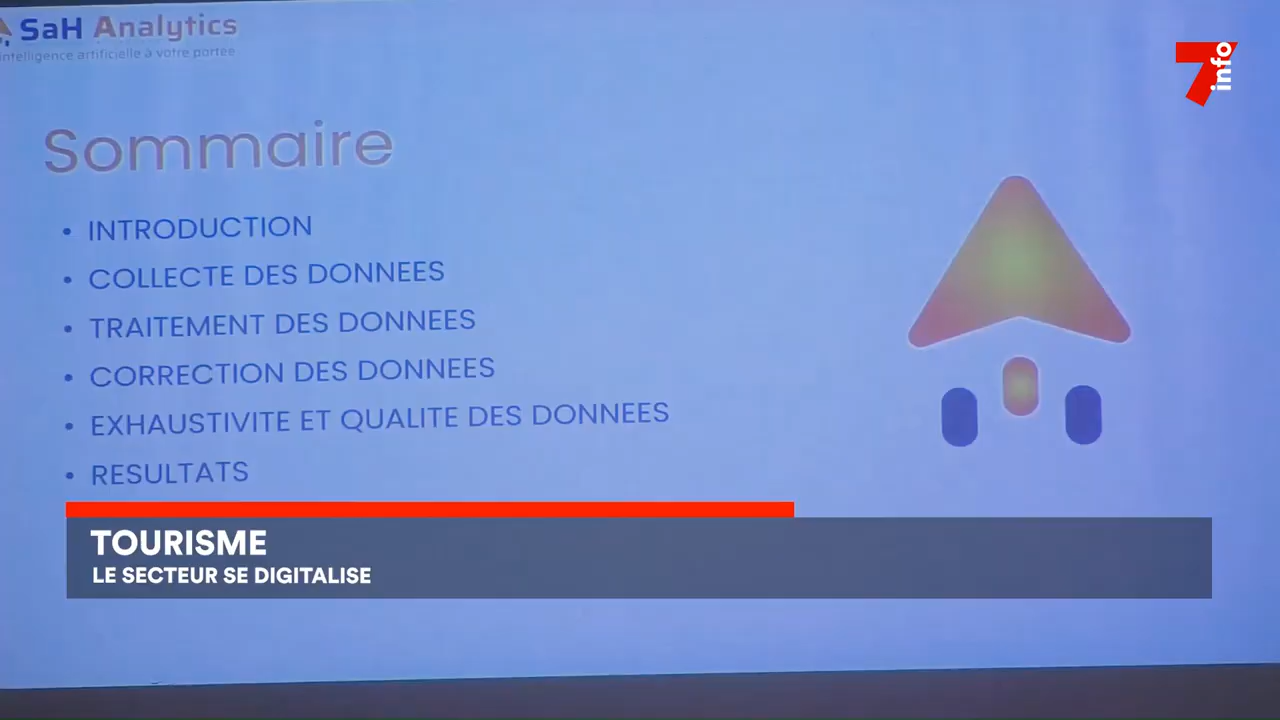 SaH Analytics
intelligence artificielle à votre portée
7info
Sommaire
• INTRODUCTION
• COLLECTE DES DONNEES
• TRAITEMENT DES DONNEES
• CORRECTION DES DONNEES
• EXHAUSTIVITE ET QUALITE DES DONNEES
• RESULTATS
TOURISME
LE SECTEUR SE DIGITALISE